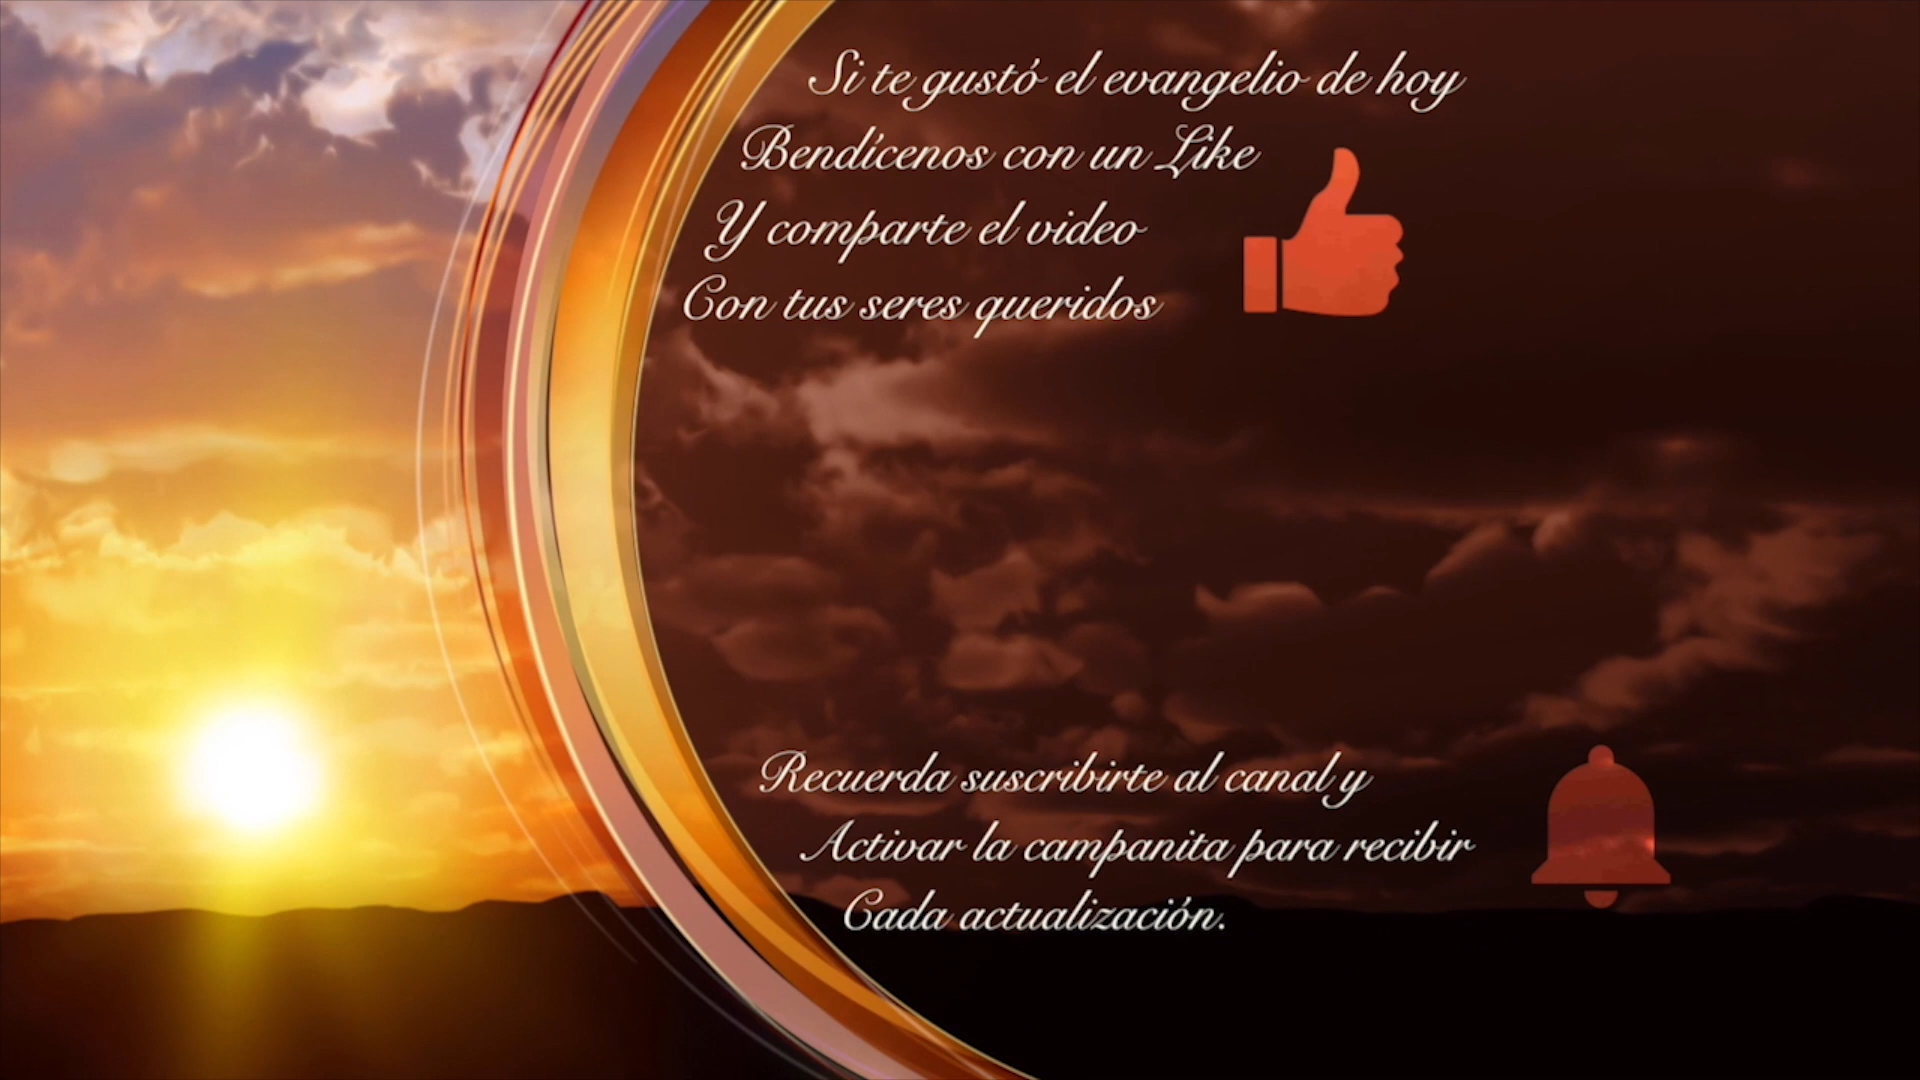 Si te gustó el evangelio de hoy
Bendícenos con un Like
Y comparte el video
Con tus seres queridos
Recuerda suscribirte al canal y
Activar la campanita para recibir
Cada actualización.